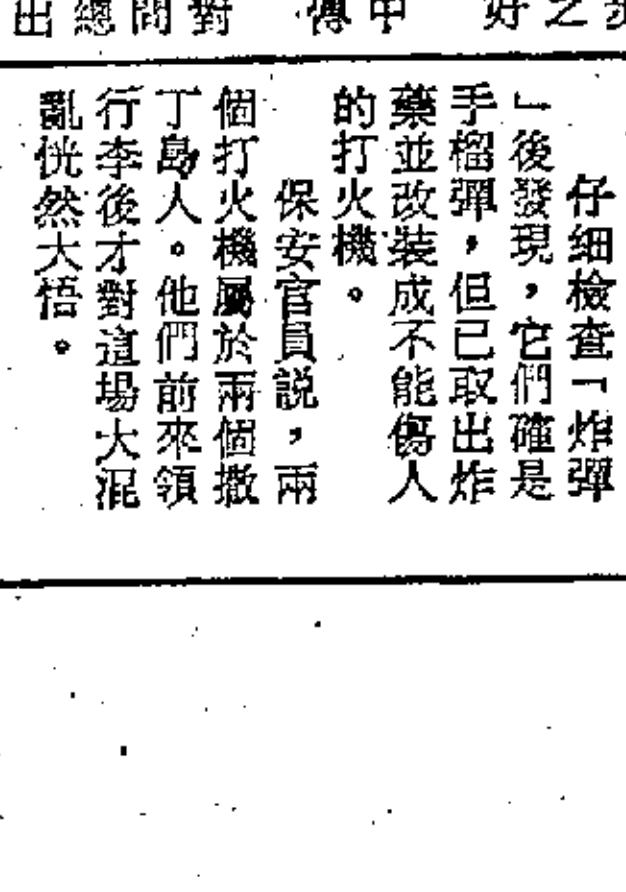 仔細檢查﹁炸彈
﹂後發現，它們確是
手榴彈，但已取出炸
藥並改裝成不能傷人
的打火機。
保安官員説，兩
個打火機屬於兩個撒
丁島人。他們前來領
行李後才對這場大混
亂恍然大悟。